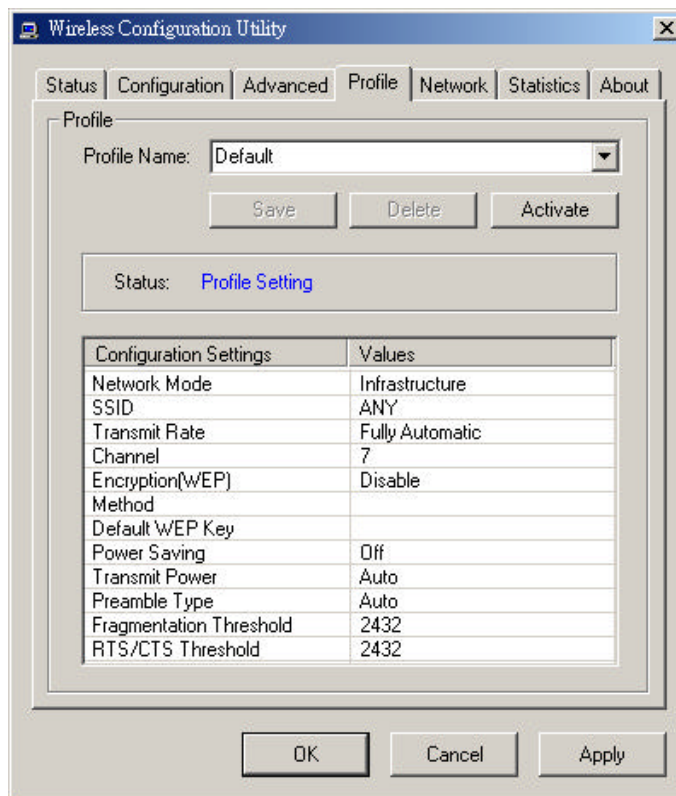 Wireless Configuration Utility
Status Configuration Advanced Profile Network Statistics About
Profile
Profile Name: Default
Save Delete Activate
Status: Profile Setting
Configuration Settings Values
Network Mode Infrastructure
SSID ANY
Transmit Rate Fully Automatic
Channel 7
Encryption(WEP) Disable
Method
Default WEP Key
Power Saving Off
Transmit Power Auto
Preamble Type Auto
Fragmentation Threshold 2432
RTS/CTS Threshold 2432
OK Cancel Apply